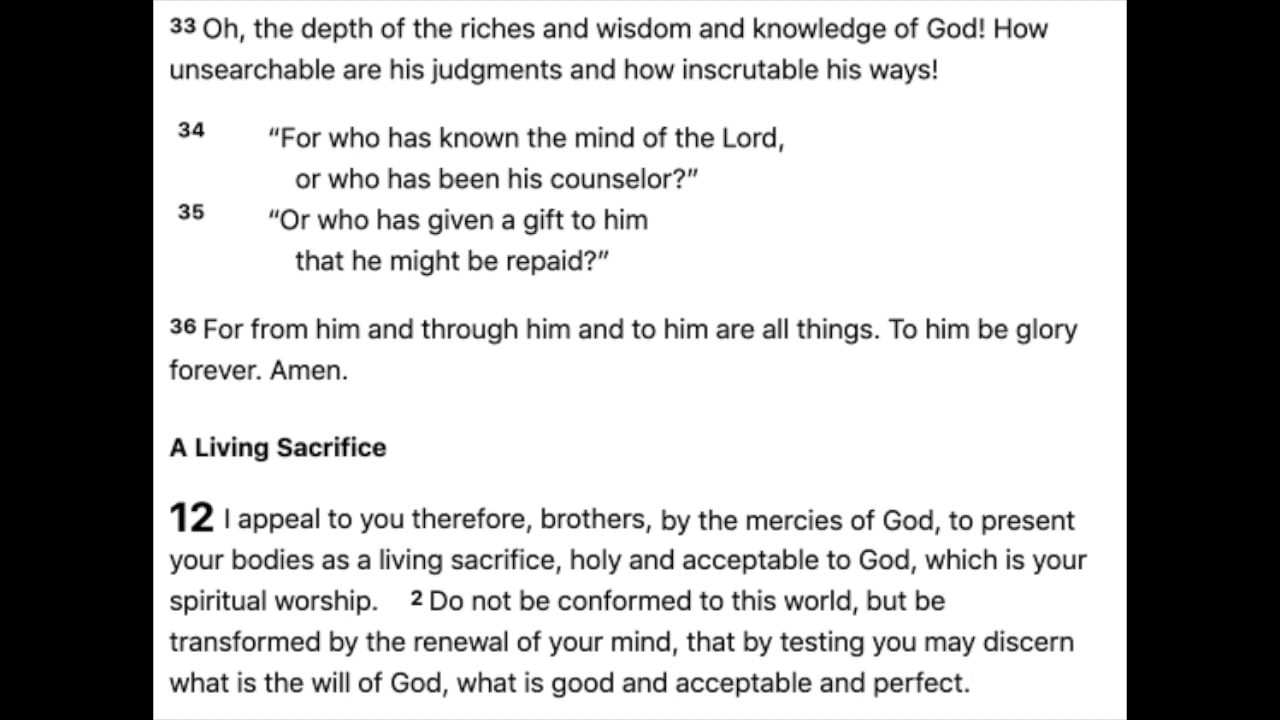 33 Oh, the depth of the riches and wisdom and knowledge of God! How
unsearchable are his judgments and how inscrutable his ways!
34 “For who has known the mind of the Lord,
or who has been his counselor?”
35 “Or who has given a gift to him
that he might be repaid?”
36 For from him and through him and to him are all things. To him be glory
forever. Amen.
A Living Sacrifice
12 I appeal to you therefore, brothers, by the mercies of God, to present
your bodies as a living sacrifice, holy and acceptable to God, which is your
spiritual worship. 2 Do not be conformed to this world, but be
transformed by the renewal of your mind, that by testing you may discern
what is the will of God, what is good and acceptable and perfect.